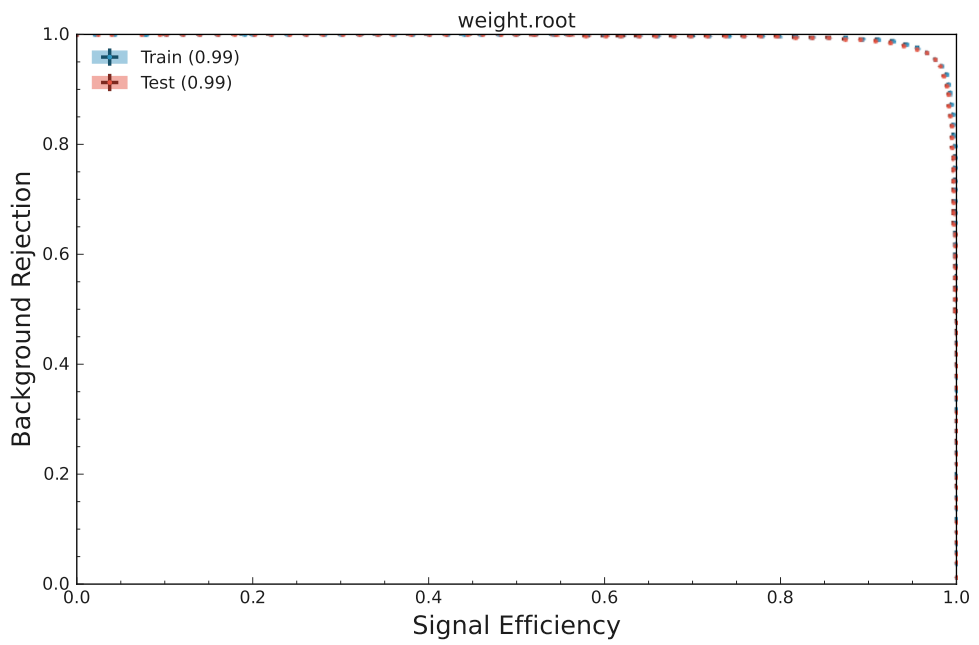 weight.root
Train (0.99)
Test (0.99)
Background Rejection
1.0
0.8
0.6
0.4
0.2
0.0
0.0 0.2 0.4 0.6 0.8 1.0
Signal Efficiency